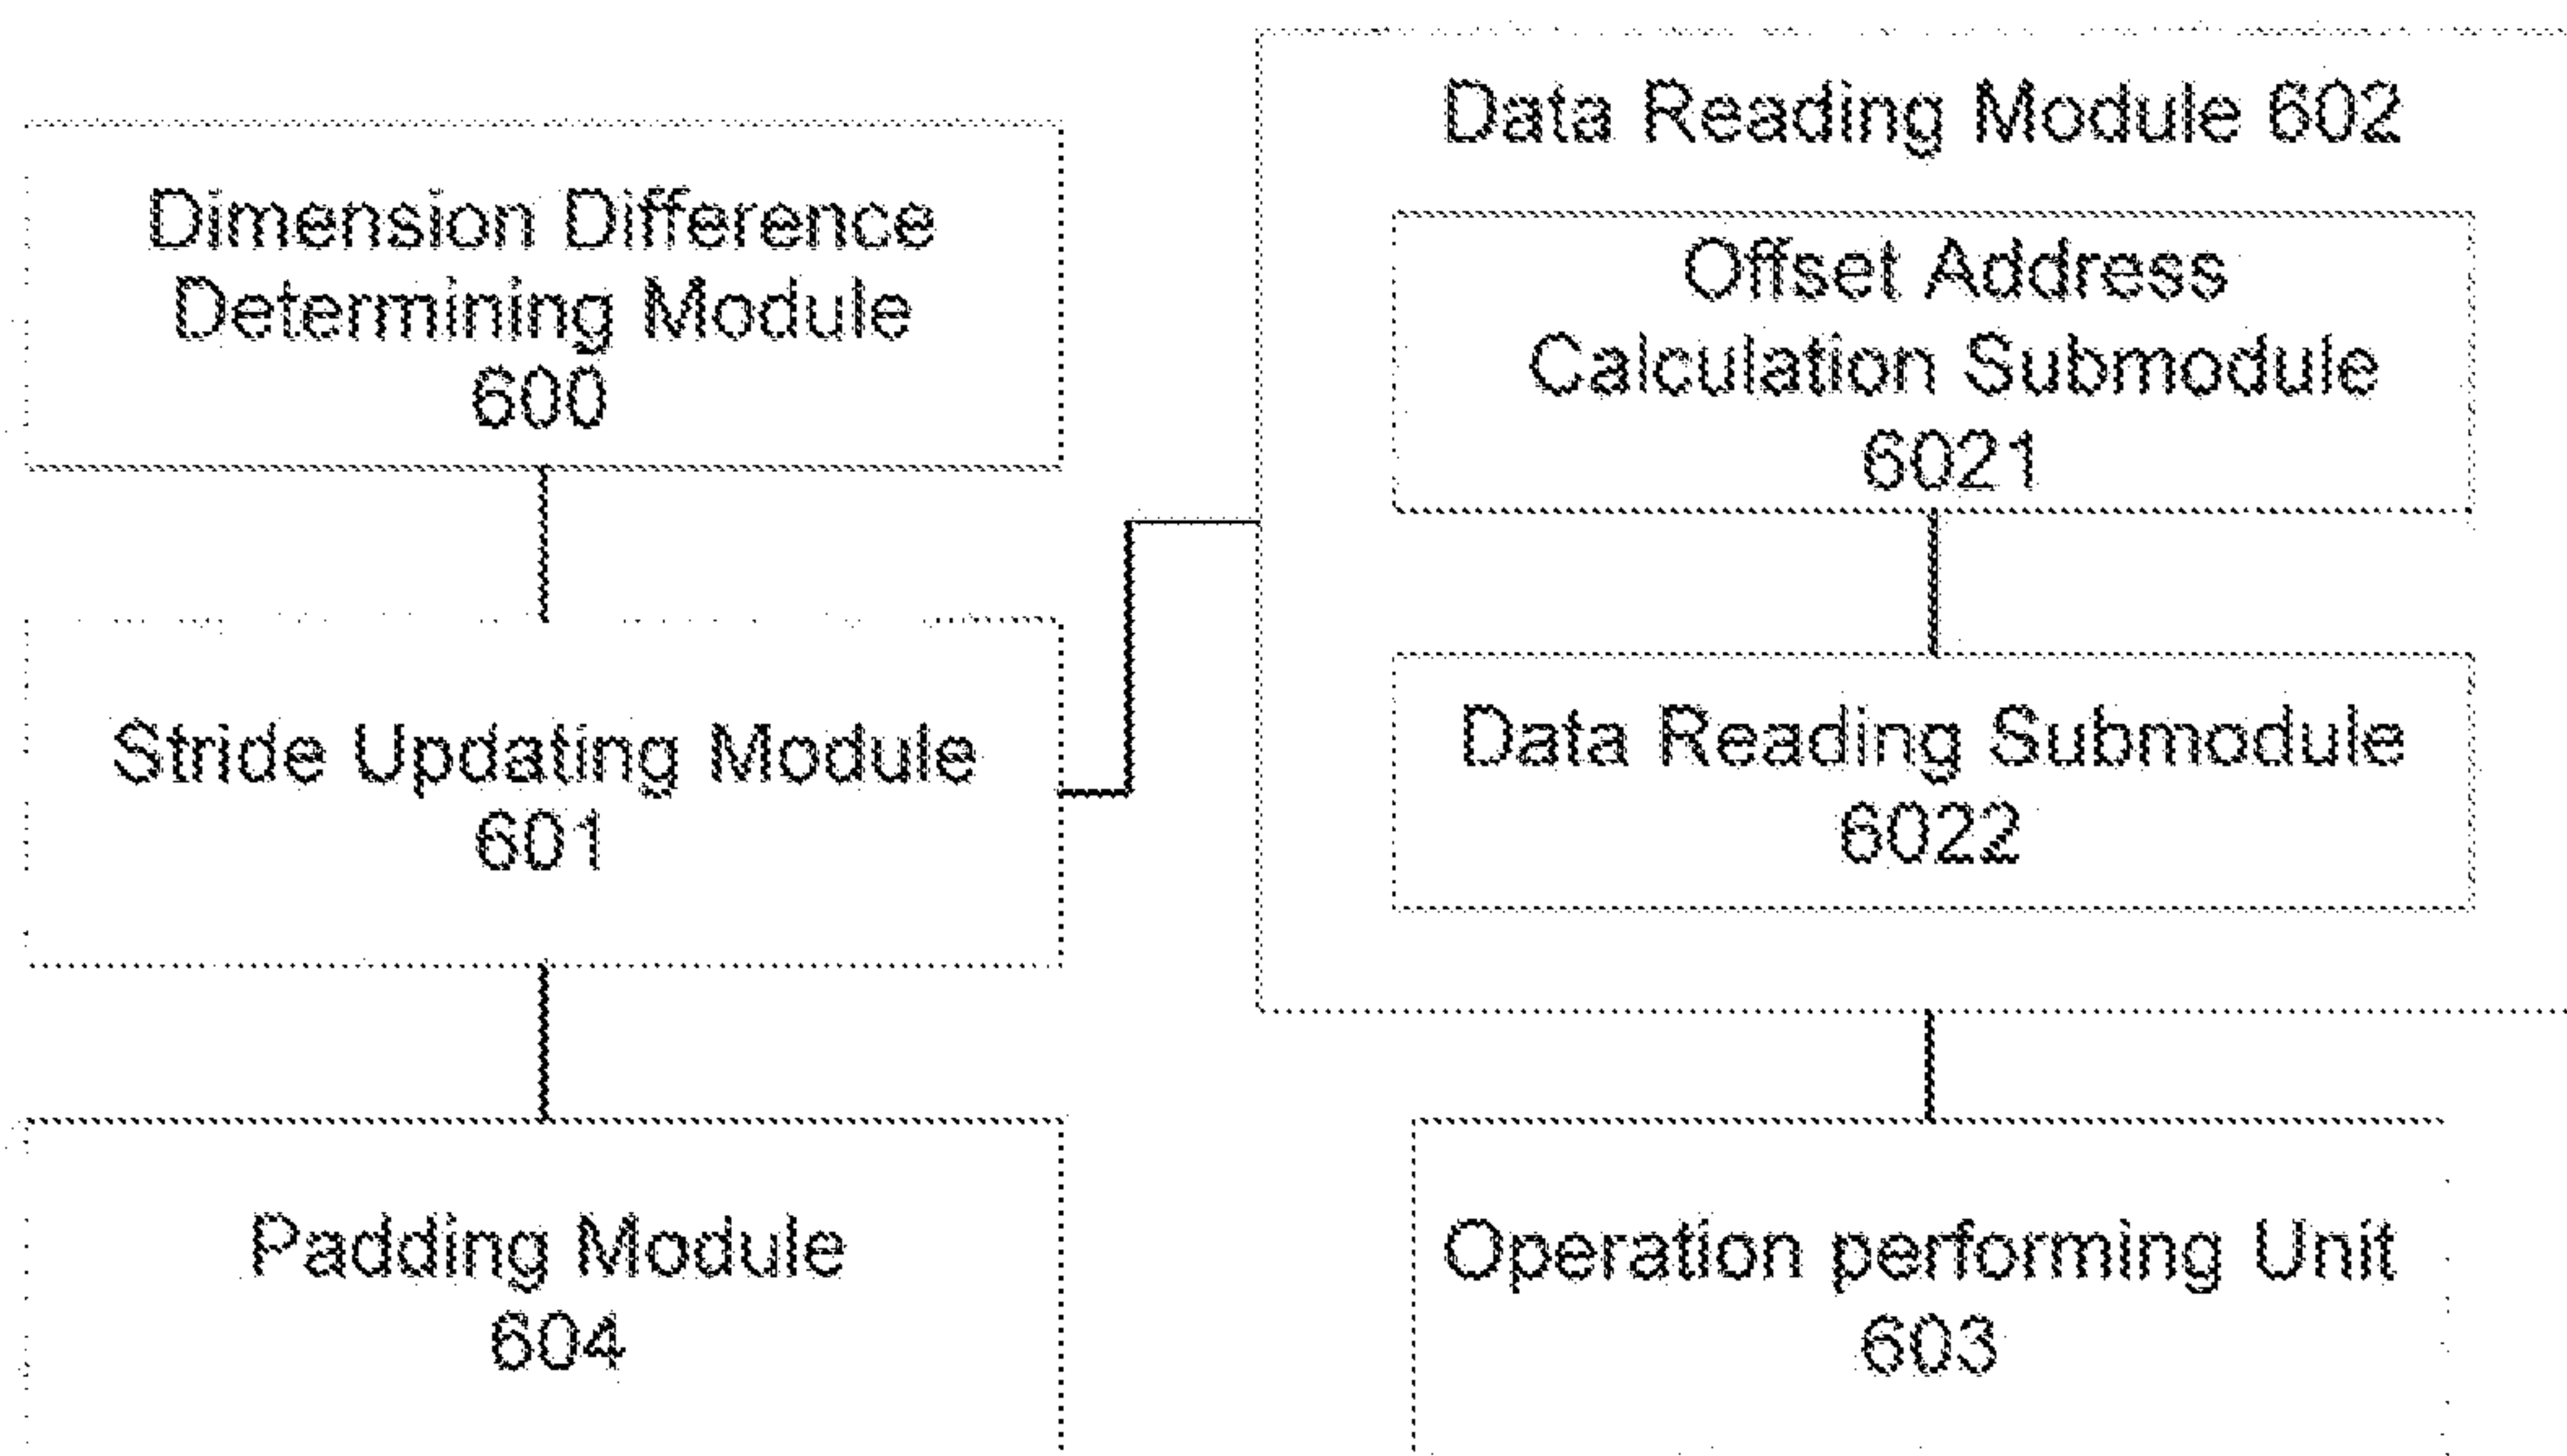 Dimension Difference
Determining Module
600
Stride Updating Module
601
Padding Module
604
Data Reading Module 602
Offset Address
Calculation Submodule
6021
Data Reading Submodule
6022
Operation performing Unit
603